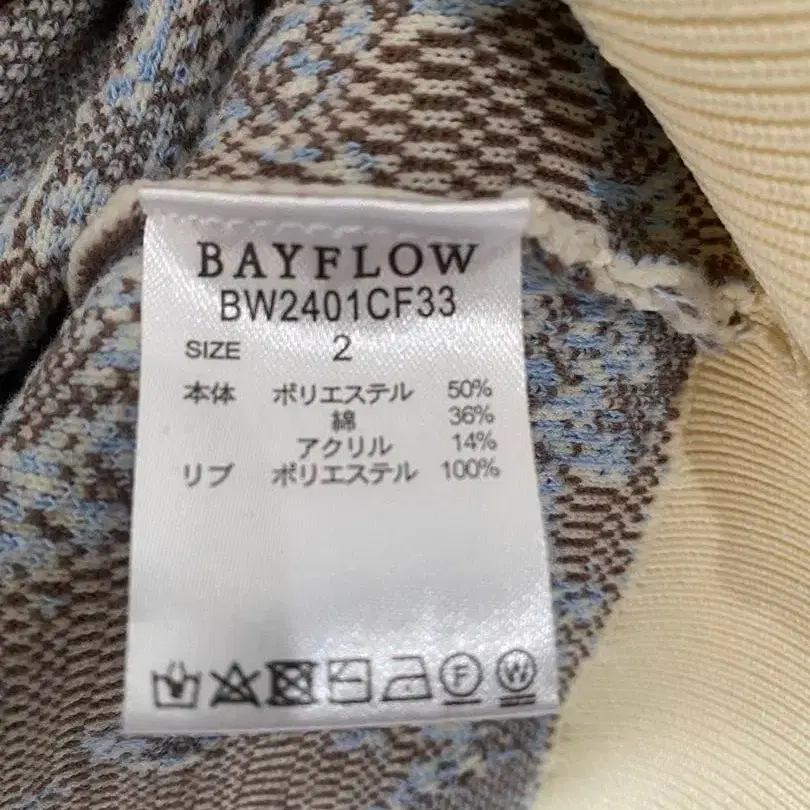 BAYFLOW
BW2401CF33
SIZE 2
本体 ポリエステル 50%
綿 36%
アクリル 14%
リブ ポリエステル 100%
F W